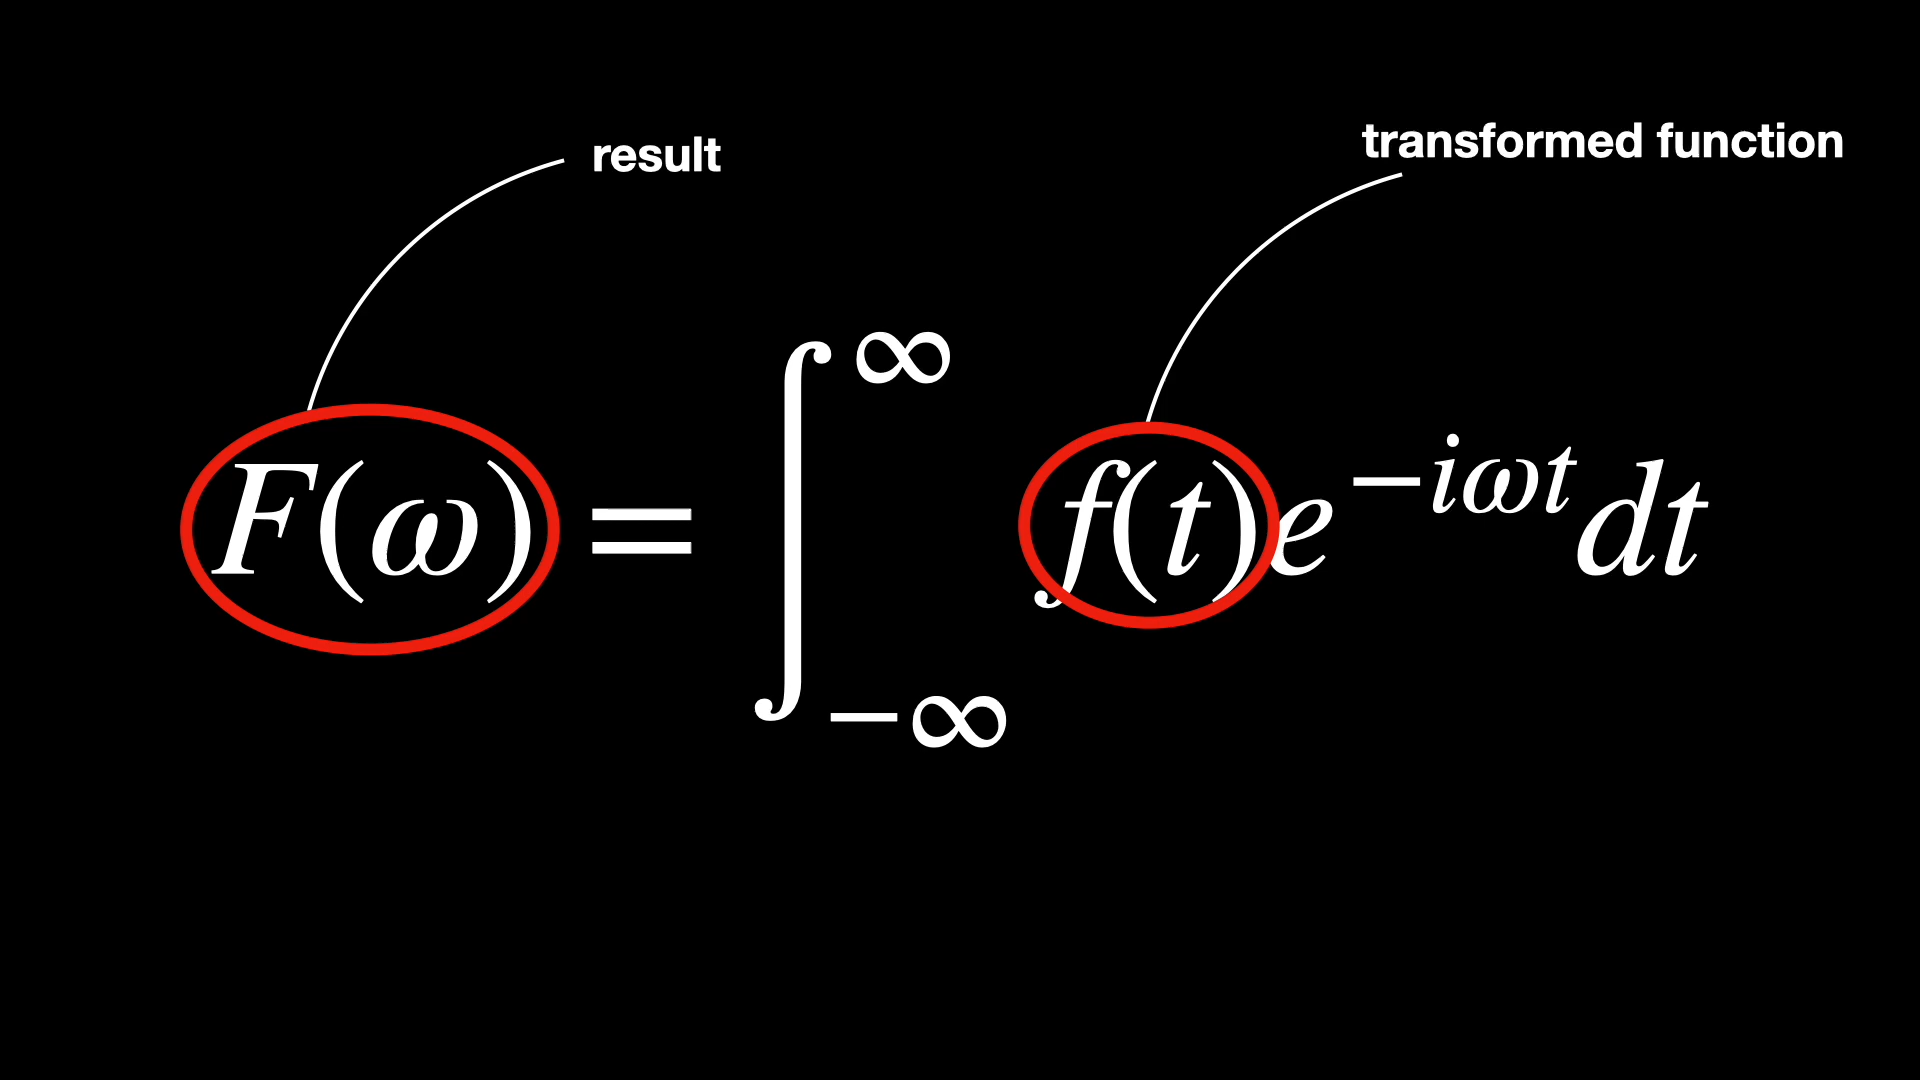 result
transformed function
F(ω) = ∫_{-∞}^{∞} f(t)e^{-iωt}dt